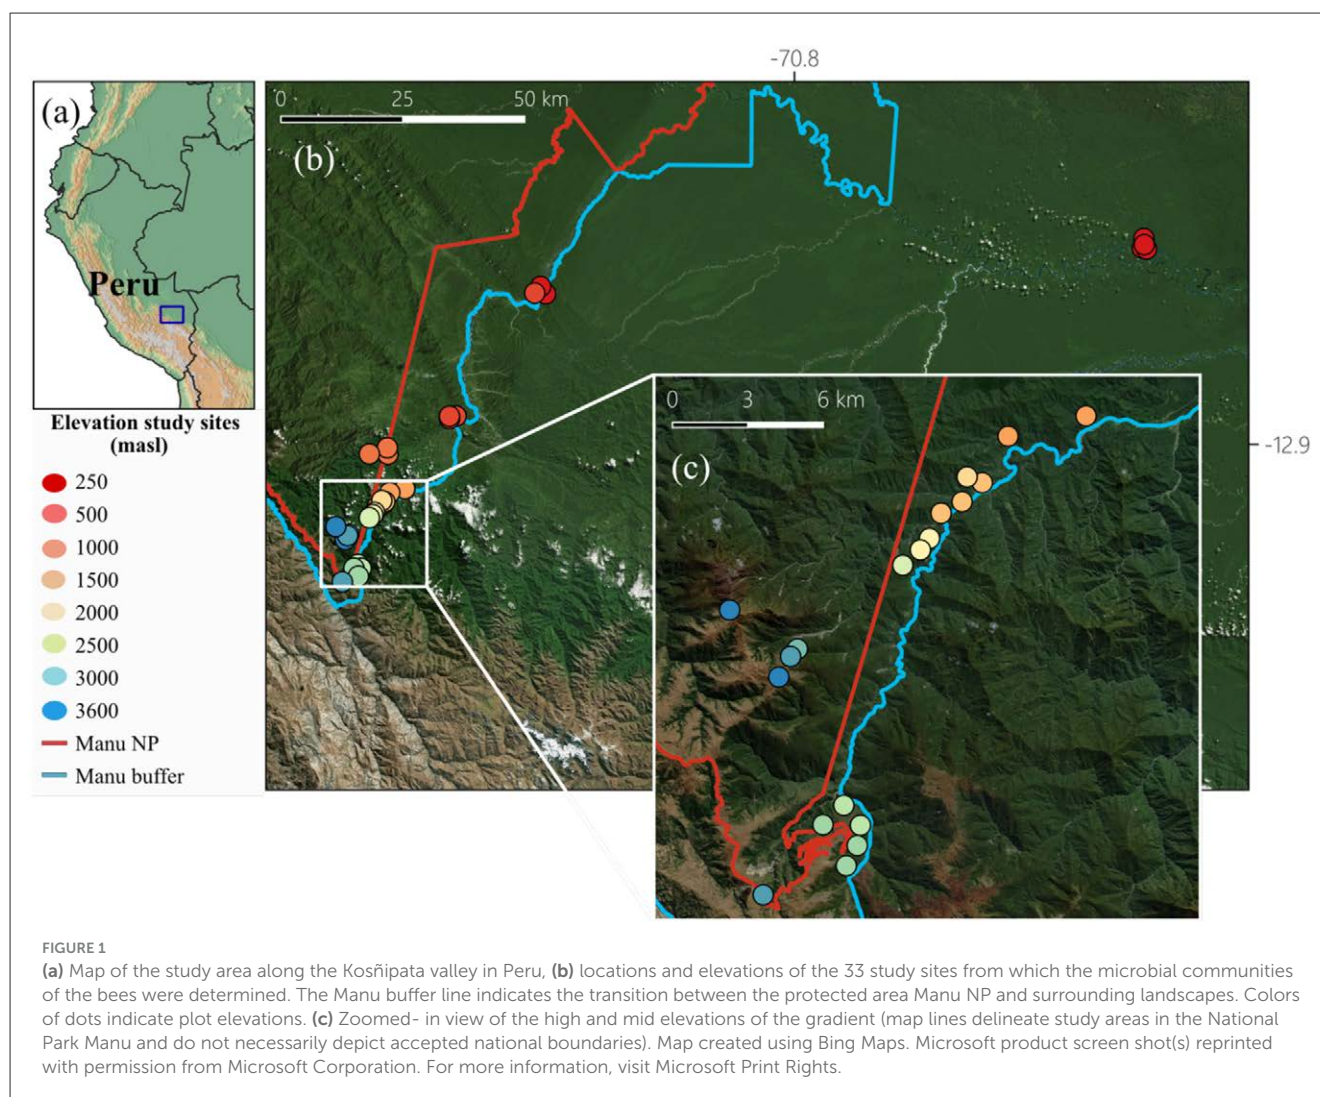 -70.8
(a)
Peru
0 25 50 km
(b)
-12.9
0 3 6 km
(c)
Elevation study sites
(masl)
250
500
1000
1500
2000
2500
3000
3600
Manu NP
Manu buffer
FIGURE 1
(a) Map of the study area along the Kosñipata valley in Peru, (b) locations and elevations of the 33 study sites from which the microbial communities
of the bees were determined. The Manu buffer line indicates the transition between the protected area Manu NP and surrounding landscapes. Colors
of dots indicate plot elevations. (c) Zoomed- in view of the high and mid elevations of the gradient (map lines delineate study areas in the National
Park Manu and do not necessarily depict accepted national boundaries). Map created using Bing Maps. Microsoft product screen shot(s) reprinted
with permission from Microsoft Corporation. For more information, visit Microsoft Print Rights.